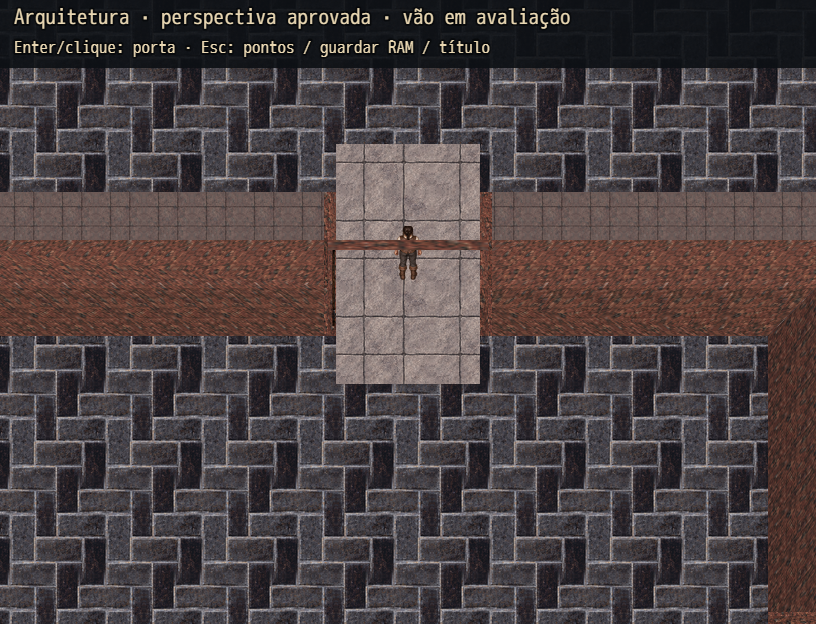 Arquitetura · perspectiva aprovada · vão em avaliação
Enter/clique: porta · Esc: pontos / guardar RAM / título